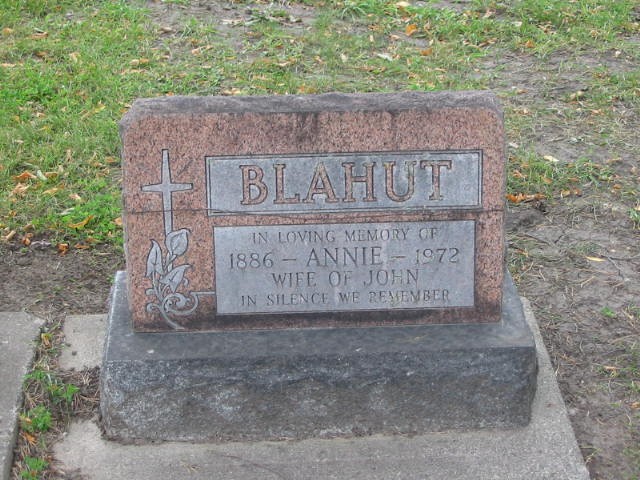 BLAHUT
IN LOVING MEMORY OF
1886 – ANNIE – 1972
WIFE OF JOHN
IN SILENCE WE REMEMBER